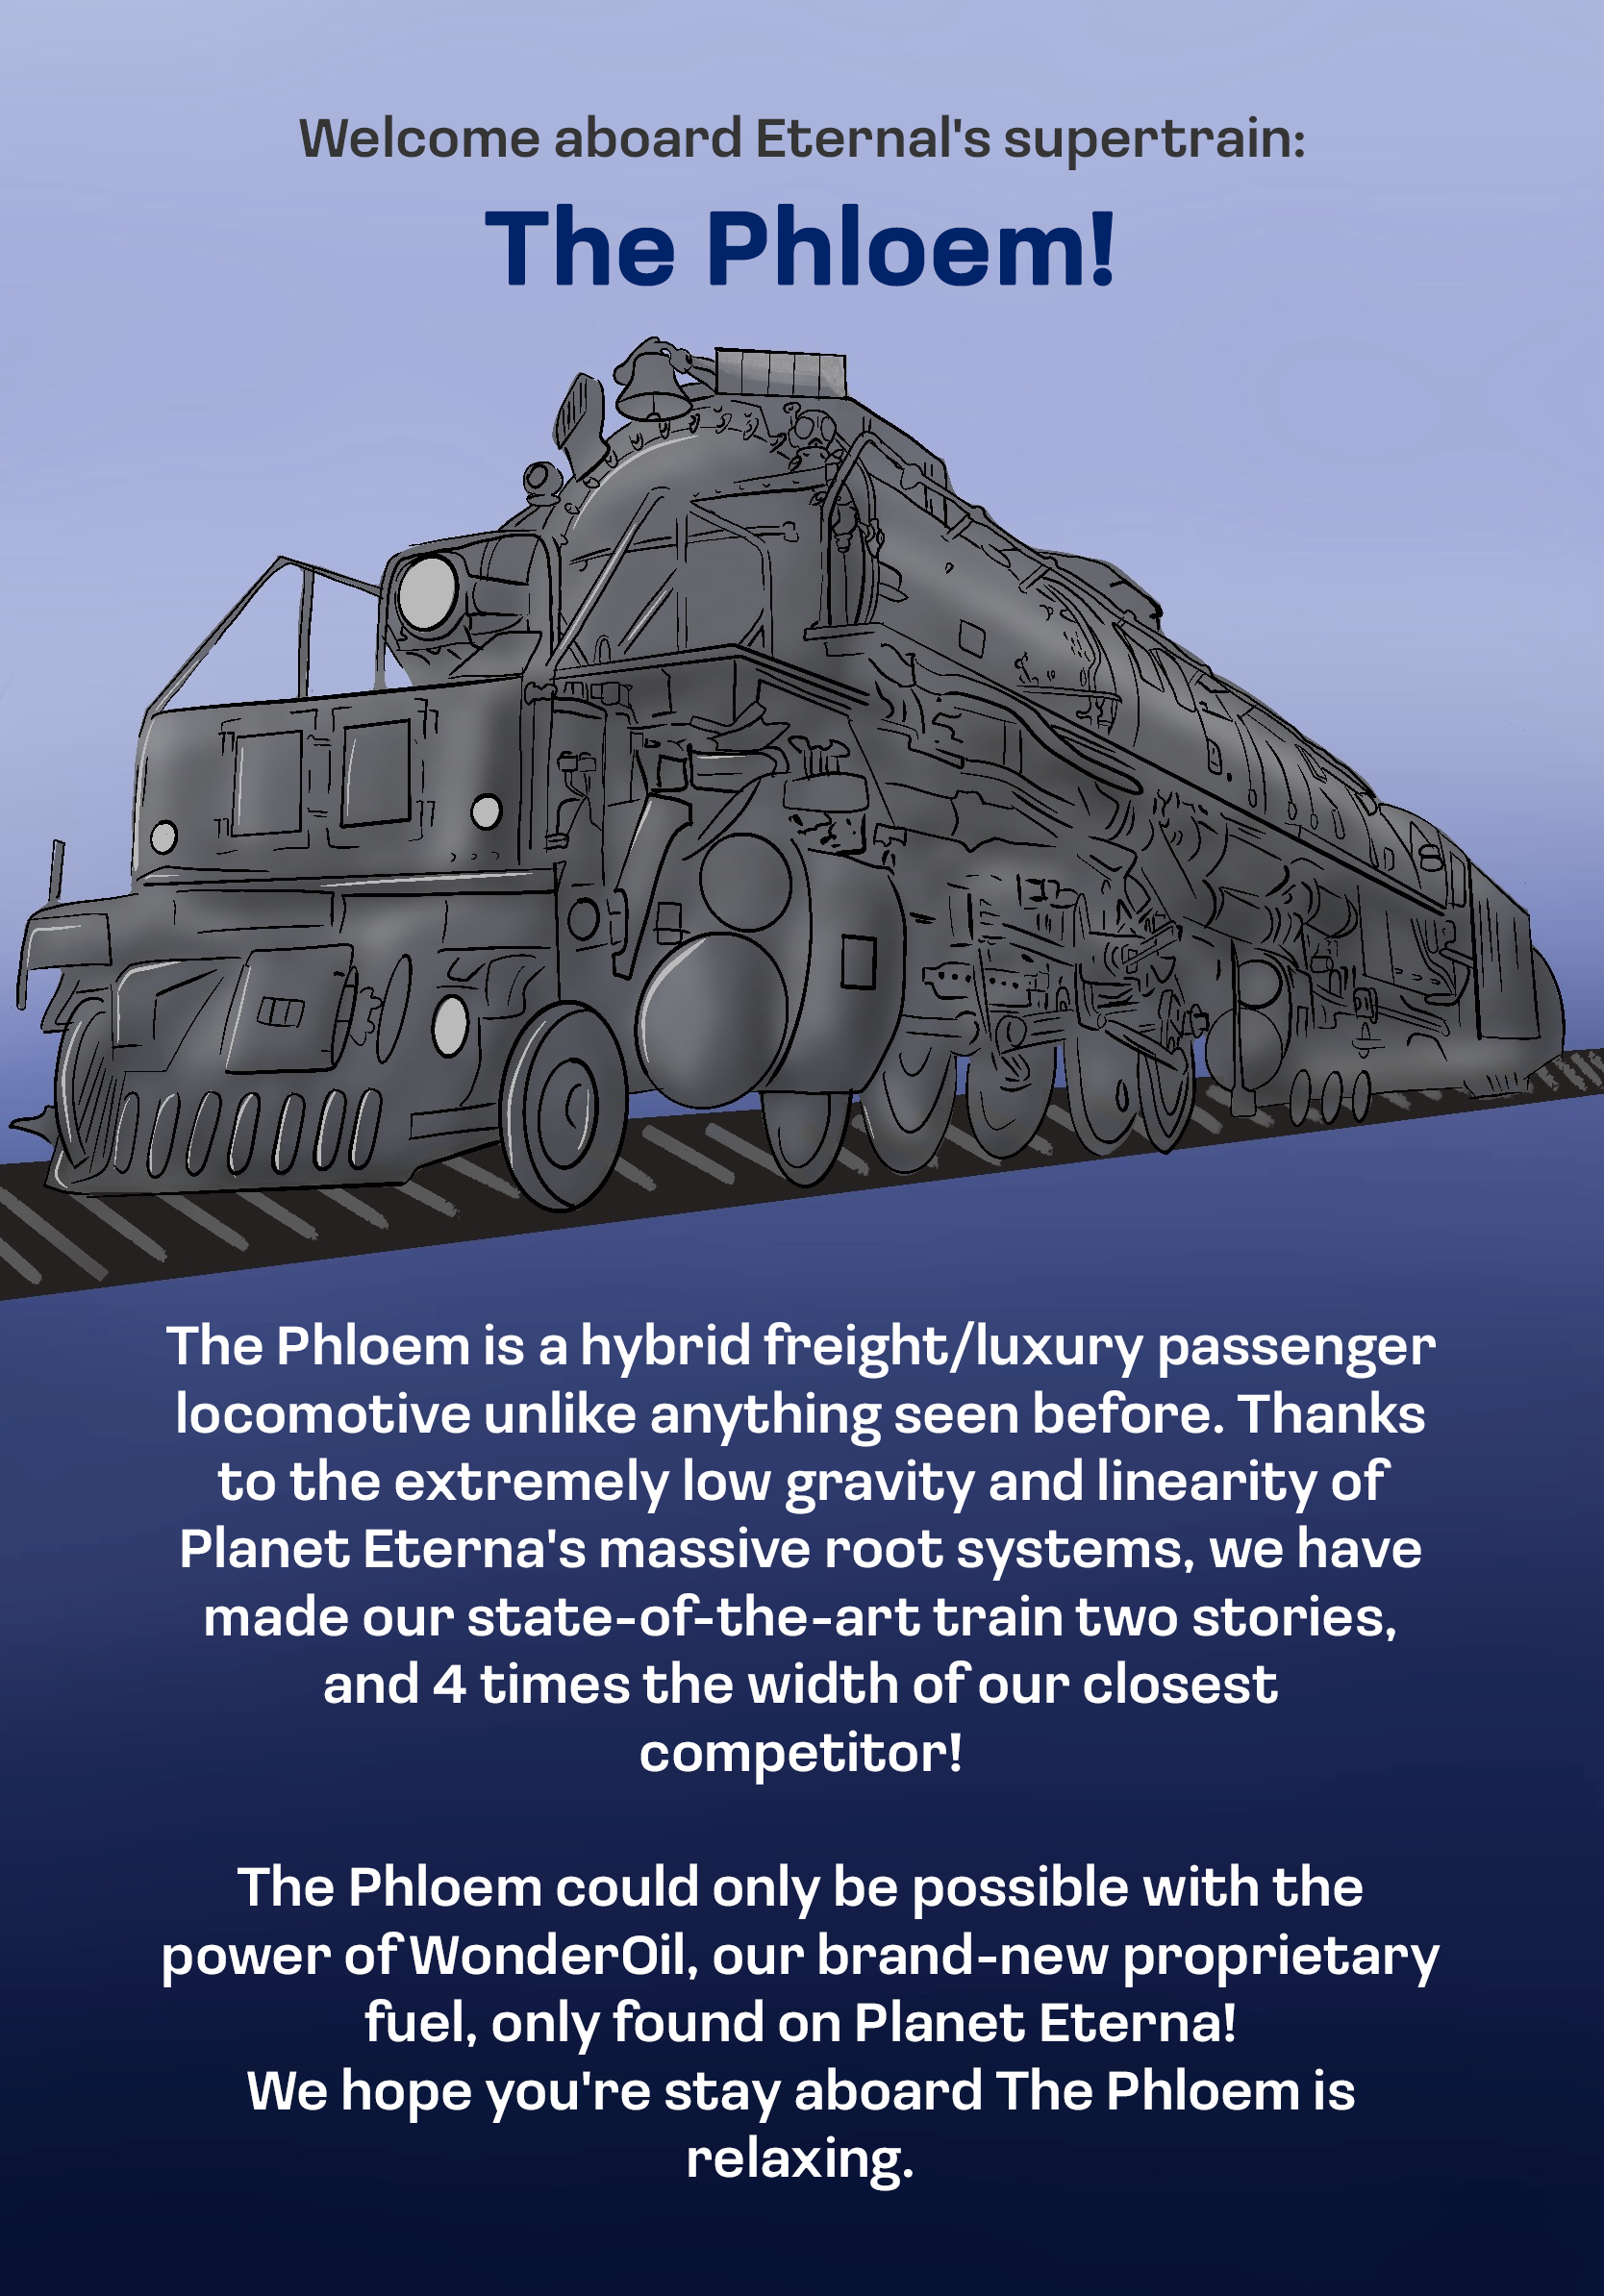 Welcome aboard Eternal's supertrain:
The Phloem!
The Phloem is a hybrid freight/luxury passenger
locomotive unlike anything seen before. Thanks
to the extremely low gravity and linearity of
Planet Eterna's massive root systems, we have
made our state-of-the-art train two stories,
and 4 times the width of our closest
competitor!
The Phloem could only be possible with the
power of WonderOil, our brand-new proprietary
fuel, only found on Planet Eterna!
We hope you're stay aboard The Phloem is
relaxing.